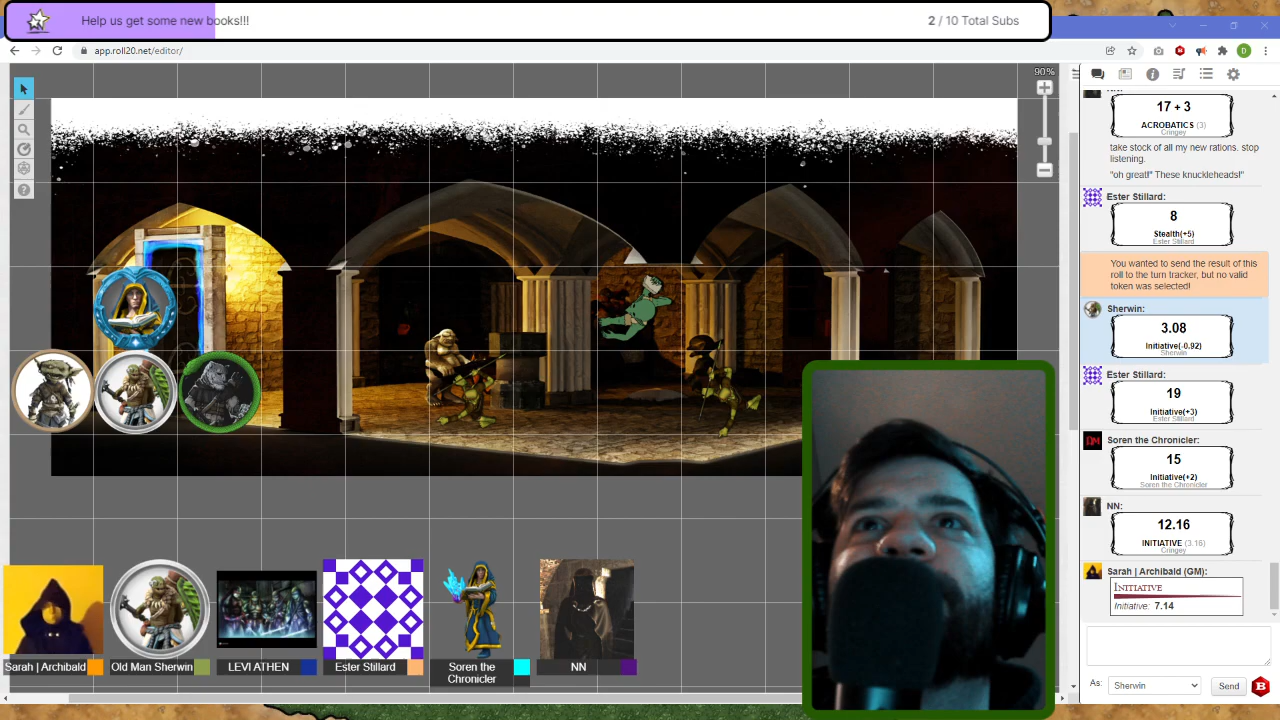 Help us get some new books!!!
2 / 10 Total Subs
app.roll20.net/editor/
D
90%
17 + 3
ACROBATICS (3)
Cringey
take stock of all my new rations. stop
listening.
"oh great!" These knuckleheads!"
Ester Stillard:
8
Stealth(+5)
Ester Stillard
You wanted to send the result of this
roll to the turn tracker, but no valid
token was selected!
Sherwin:
3.08
Initiative(-0.92)
Sherwin
Ester Stillard:
19
Initiative(+3)
Ester Stillard
Soren the Chronicler:
15
Initiative(+2)
Soren the Chronicler
NN:
12.16
INITIATIVE (3.16)
Cringey
Sarah | Archibald (GM):
INITIATIVE
Initiative: 7.14
As:
Sherwin
Send
Sarah | Archibald
Old Man Sherwin
LEVI ATHEN
Ester Stillard
Soren the
Chronicler
NN